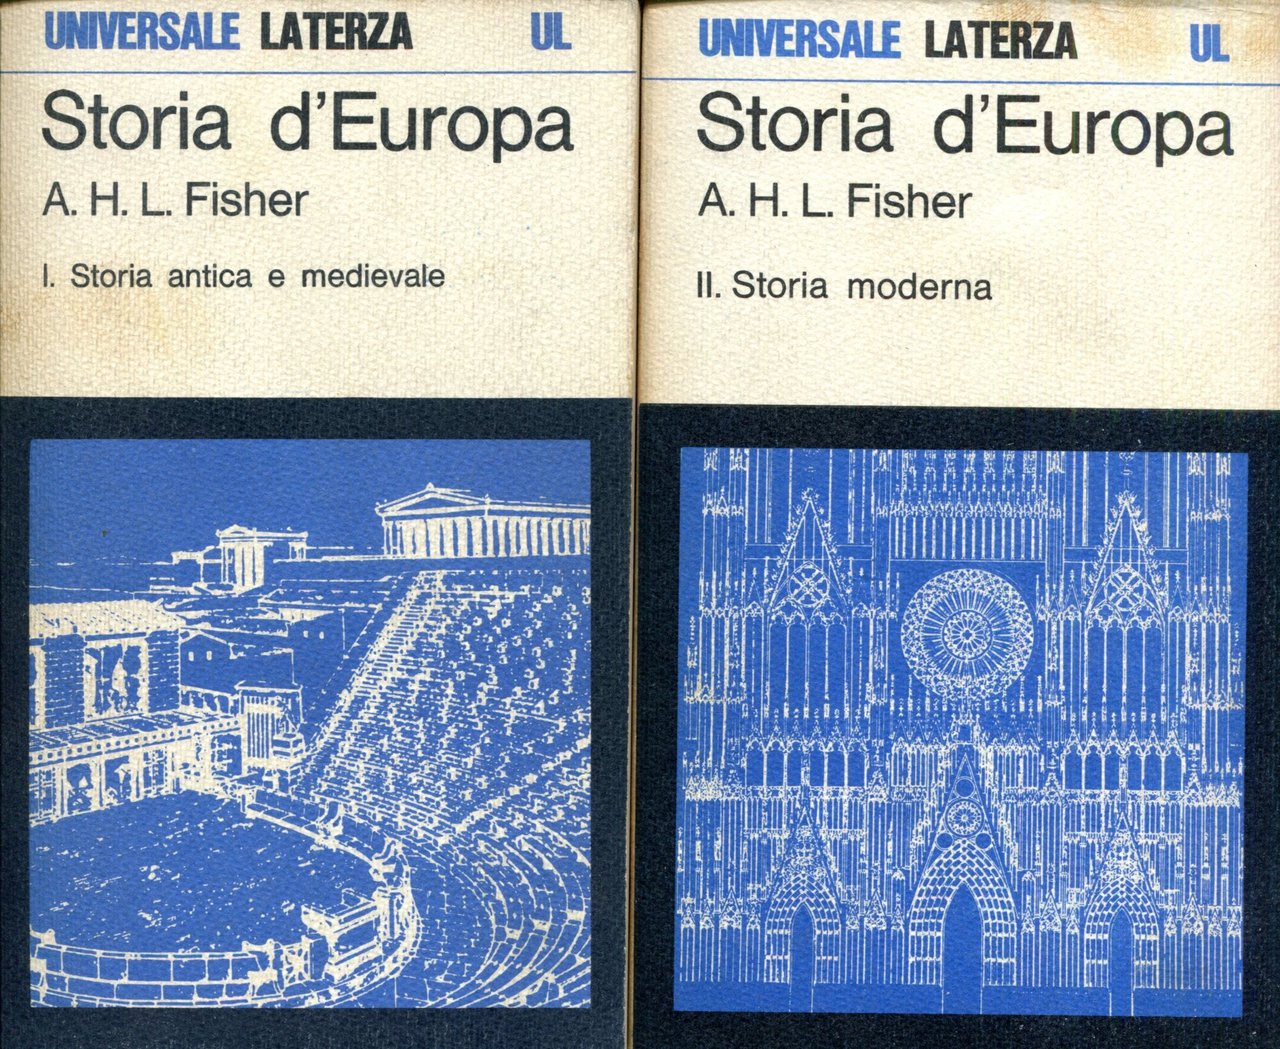 UNIVERSALE LATERZA UL
Storia d'Europa
A. H. L. Fisher
I. Storia antica e medievale
UNIVERSALE LATERZA UL
Storia d'Europa
A. H. L. Fisher
II. Storia moderna